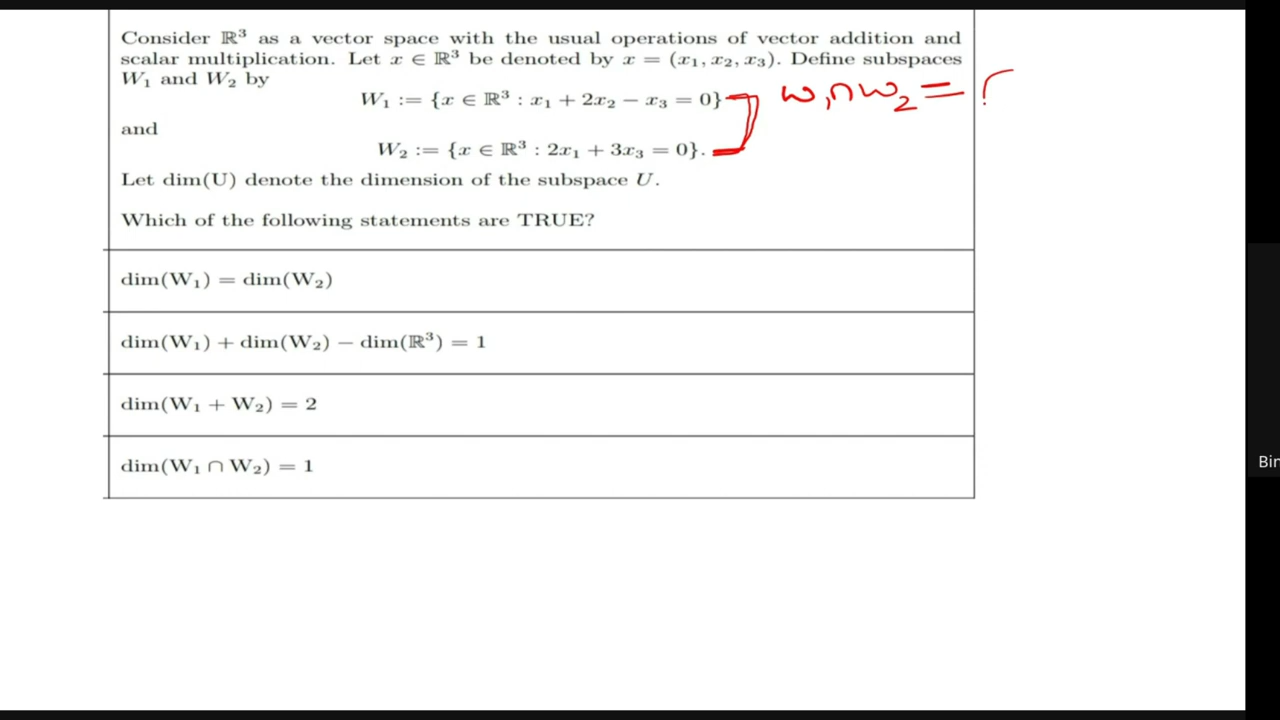 Consider ℝ³ as a vector space with the usual operations of vector addition and
scalar multiplication. Let x ∈ ℝ³ be denoted by x = (x₁, x₂, x₃). Define subspaces
W₁ and W₂ by
W₁ := {x ∈ ℝ³ : x₁ + 2x₂ − x₃ = 0}
w₁∩w₂ =
and
W₂ := {x ∈ ℝ³ : 2x₁ + 3x₃ = 0}.
Let dim(U) denote the dimension of the subspace U.
Which of the following statements are TRUE?
dim(W₁) = dim(W₂)
dim(W₁) + dim(W₂) − dim(ℝ³) = 1
dim(W₁ + W₂) = 2
dim(W₁ ∩ W₂) = 1
Bin